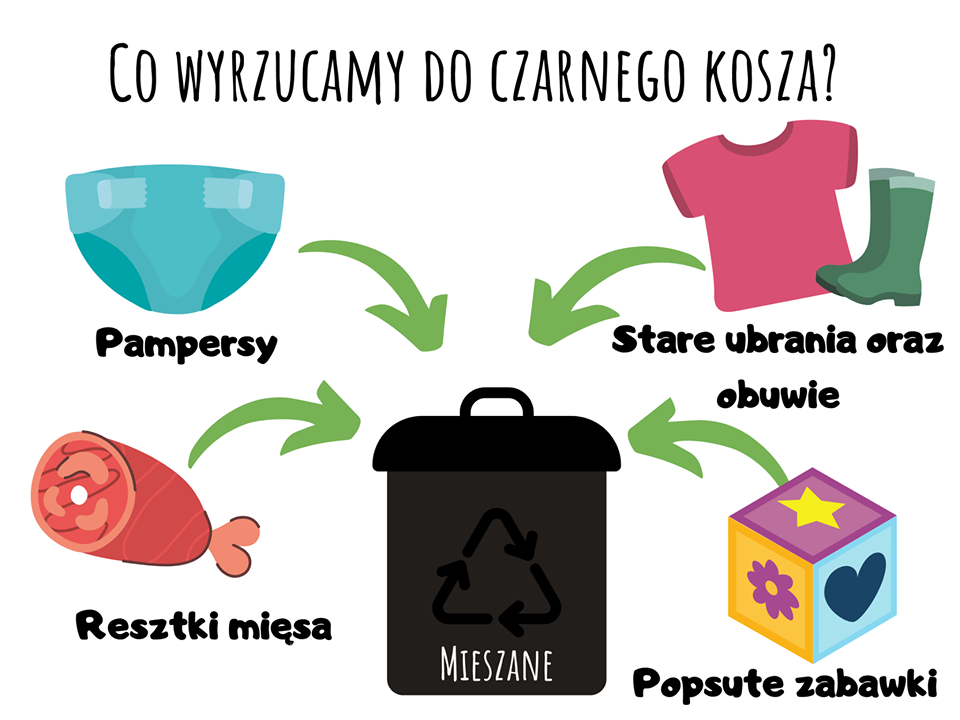 Co wyrzucamy do czarnego kosza?
Pampersy
Stare ubrania oraz
obuwie
Resztki mięsa
Mieszane
Popsute zabawki